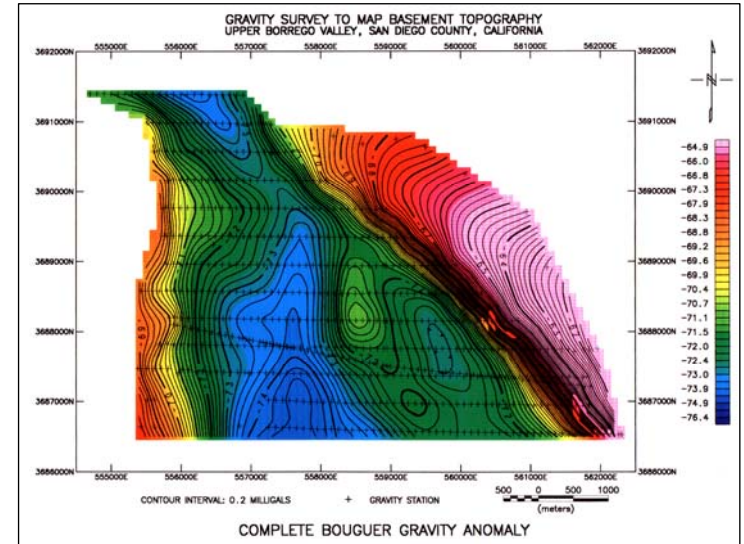 GRAVITY SURVEY TO MAP BASEMENT TOPOGRAPHY
UPPER BORREGO VALLEY, SAN DIEGO COUNTY, CALIFORNIA
3692000N 555000E 556000E 557000E 558000E 559000E 560000E 561000E 562000E 3692000N
N
3691000N 3691000N
3690000N 3690000N
3689000N 3689000N
3688000N 3688000N
3687000N 3687000N
3686000N 3686000N
-64.9
-66.0
-66.8
-67.3
-67.9
-68.3
-68.8
-69.2
-69.6
-69.9
-70.4
-70.7
-71.1
-71.5
-72.0
-72.4
-73.0
-73.9
-74.9
-76.4
555000E 556000E 557000E 558000E 559000E 560000E 561000E 562000E
CONTOUR INTERVAL: 0.2 MILLIGALS + GRAVITY STATION
500 0 500 1000
(meters)
COMPLETE BOUGUER GRAVITY ANOMALY